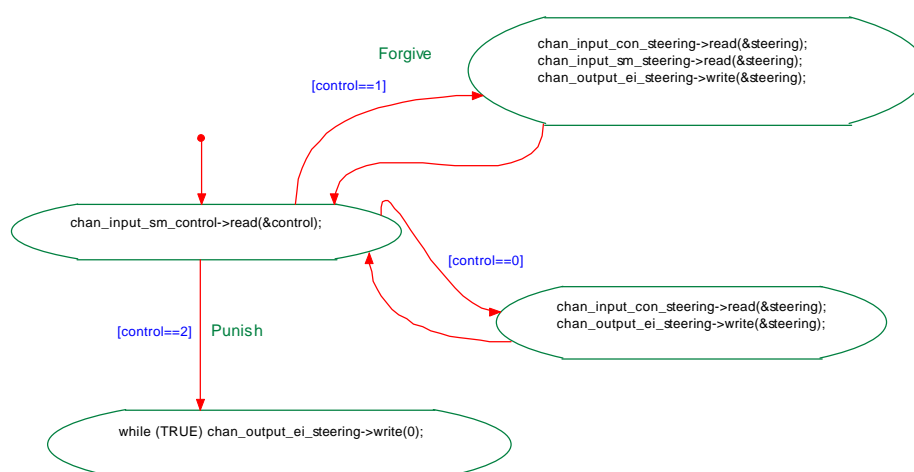 chan_input_con_steering->read(&steering);
chan_input_sm_steering->read(&steering);
chan_output_ei_steering->write(&steering);
Forgive
[control==1]
chan_input_sm_control->read(&control);
[control==0]
chan_input_con_steering->read(&steering);
chan_output_ei_steering->write(&steering);
[control==2]
Punish
while (TRUE) chan_output_ei_steering->write(0);